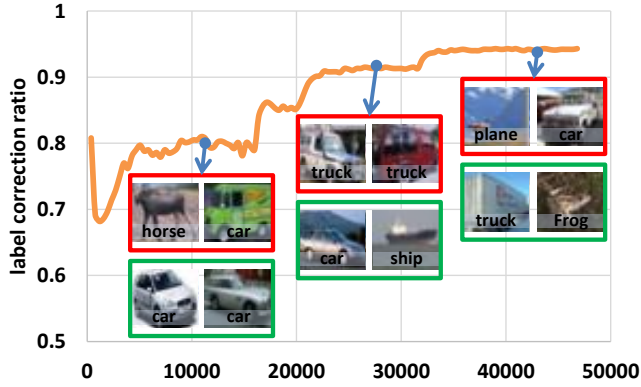 1
0.9
0.8
0.7
0.6
0.5
label correction ratio
plane car
truck truck
truck Frog
horse car
car ship
car car
0 10000 20000 30000 40000 50000